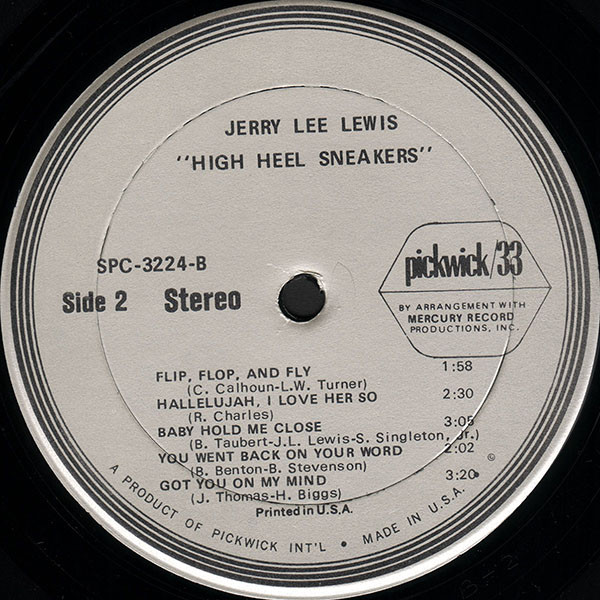 JERRY LEE LEWIS
"HIGH HEEL SNEAKERS"
SPC-3224-B
Side 2 Stereo
pickwick/33
BY ARRANGEMENT WITH
MERCURY RECORD
PRODUCTIONS, INC.
FLIP, FLOP, AND FLY 1:58
(C. Calhoun-L.W. Turner)
HALLELUJAH, I LOVE HER SO 2:30
(R. Charles)
BABY HOLD ME CLOSE 3:05
(B. Taubert-J.L. Lewis-S. Singleton, Jr.)
YOU WENT BACK ON YOUR WORD 2:02
(B. Benton-B. Stevenson)
GOT YOU ON MY MIND 3:20
(J. Thomas-H. Biggs)
Printed in U.S.A.
A PRODUCT OF PICKWICK INT'L • MADE IN U.S.A. • ©